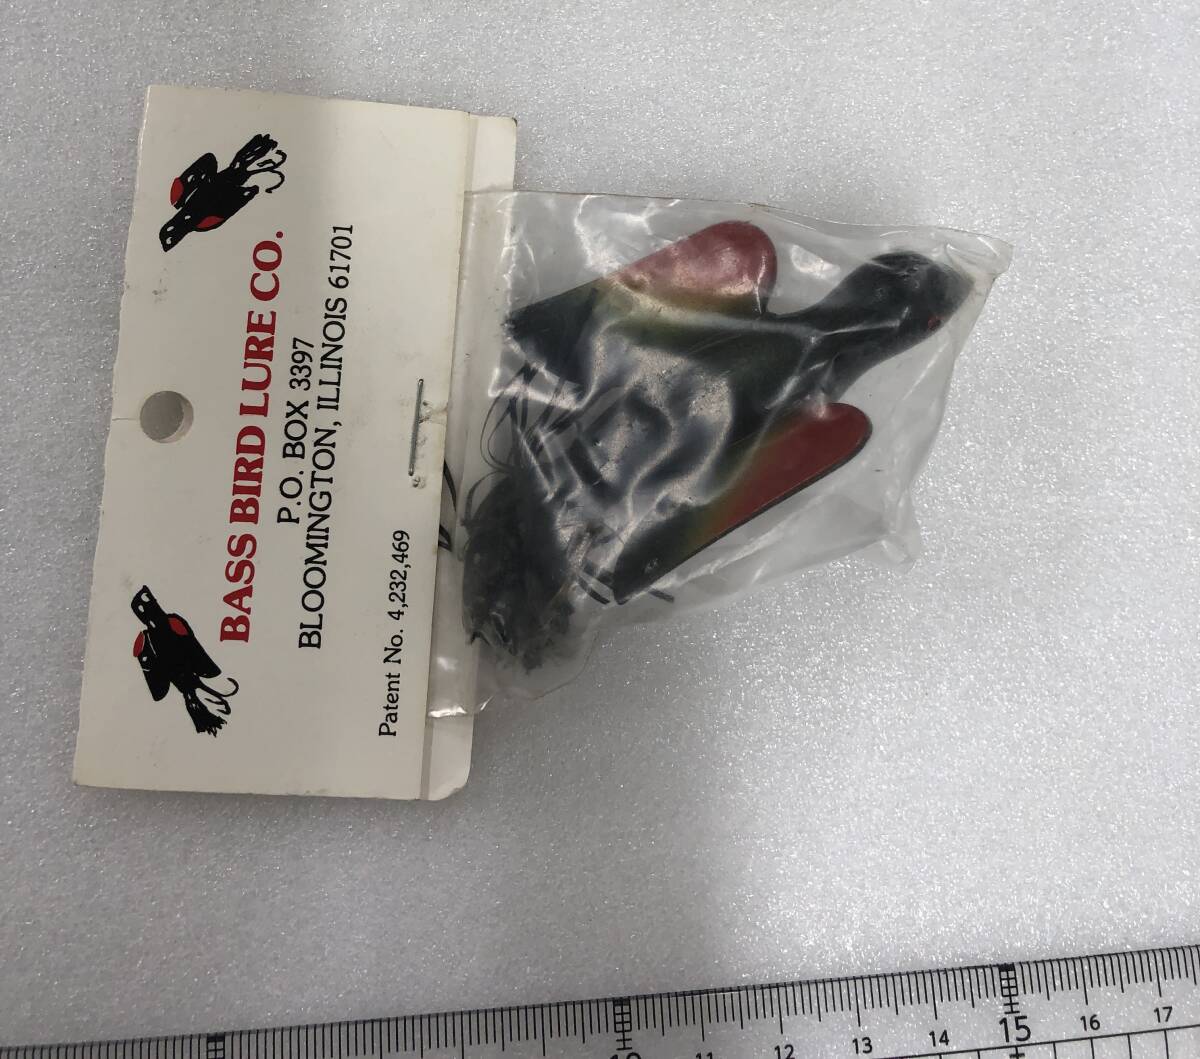 BASS BIRD LURE CO.
P.O. BOX 3397
BLOOMINGTON, ILLINOIS 61701
Patent No. 4,232,469
10 11 12 13 14 15 16 17